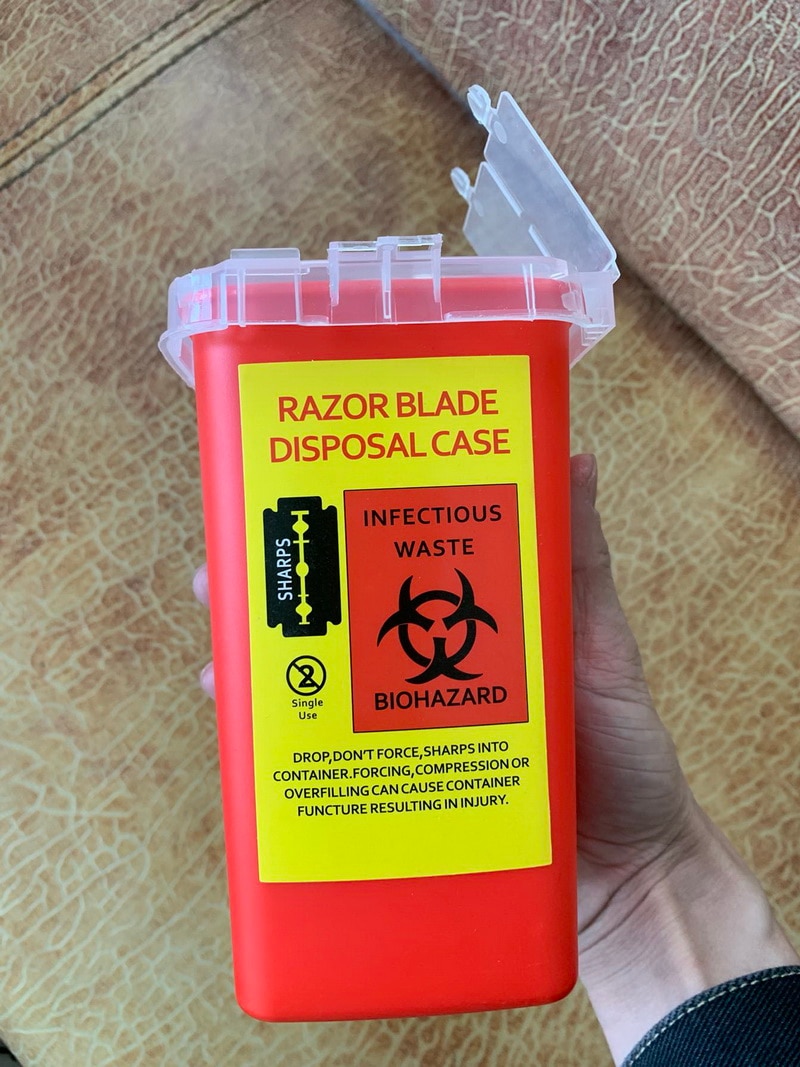 RAZOR BLADE
DISPOSAL CASE
SHARPS
INFECTIOUS
WASTE
BIOHAZARD
2
Single
Use
DROP,DON'T FORCE,SHARPS INTO
CONTAINER.FORCING,COMPRESSION OR
OVERFILLING CAN CAUSE CONTAINER
FUNCTURE RESULTING IN INJURY.